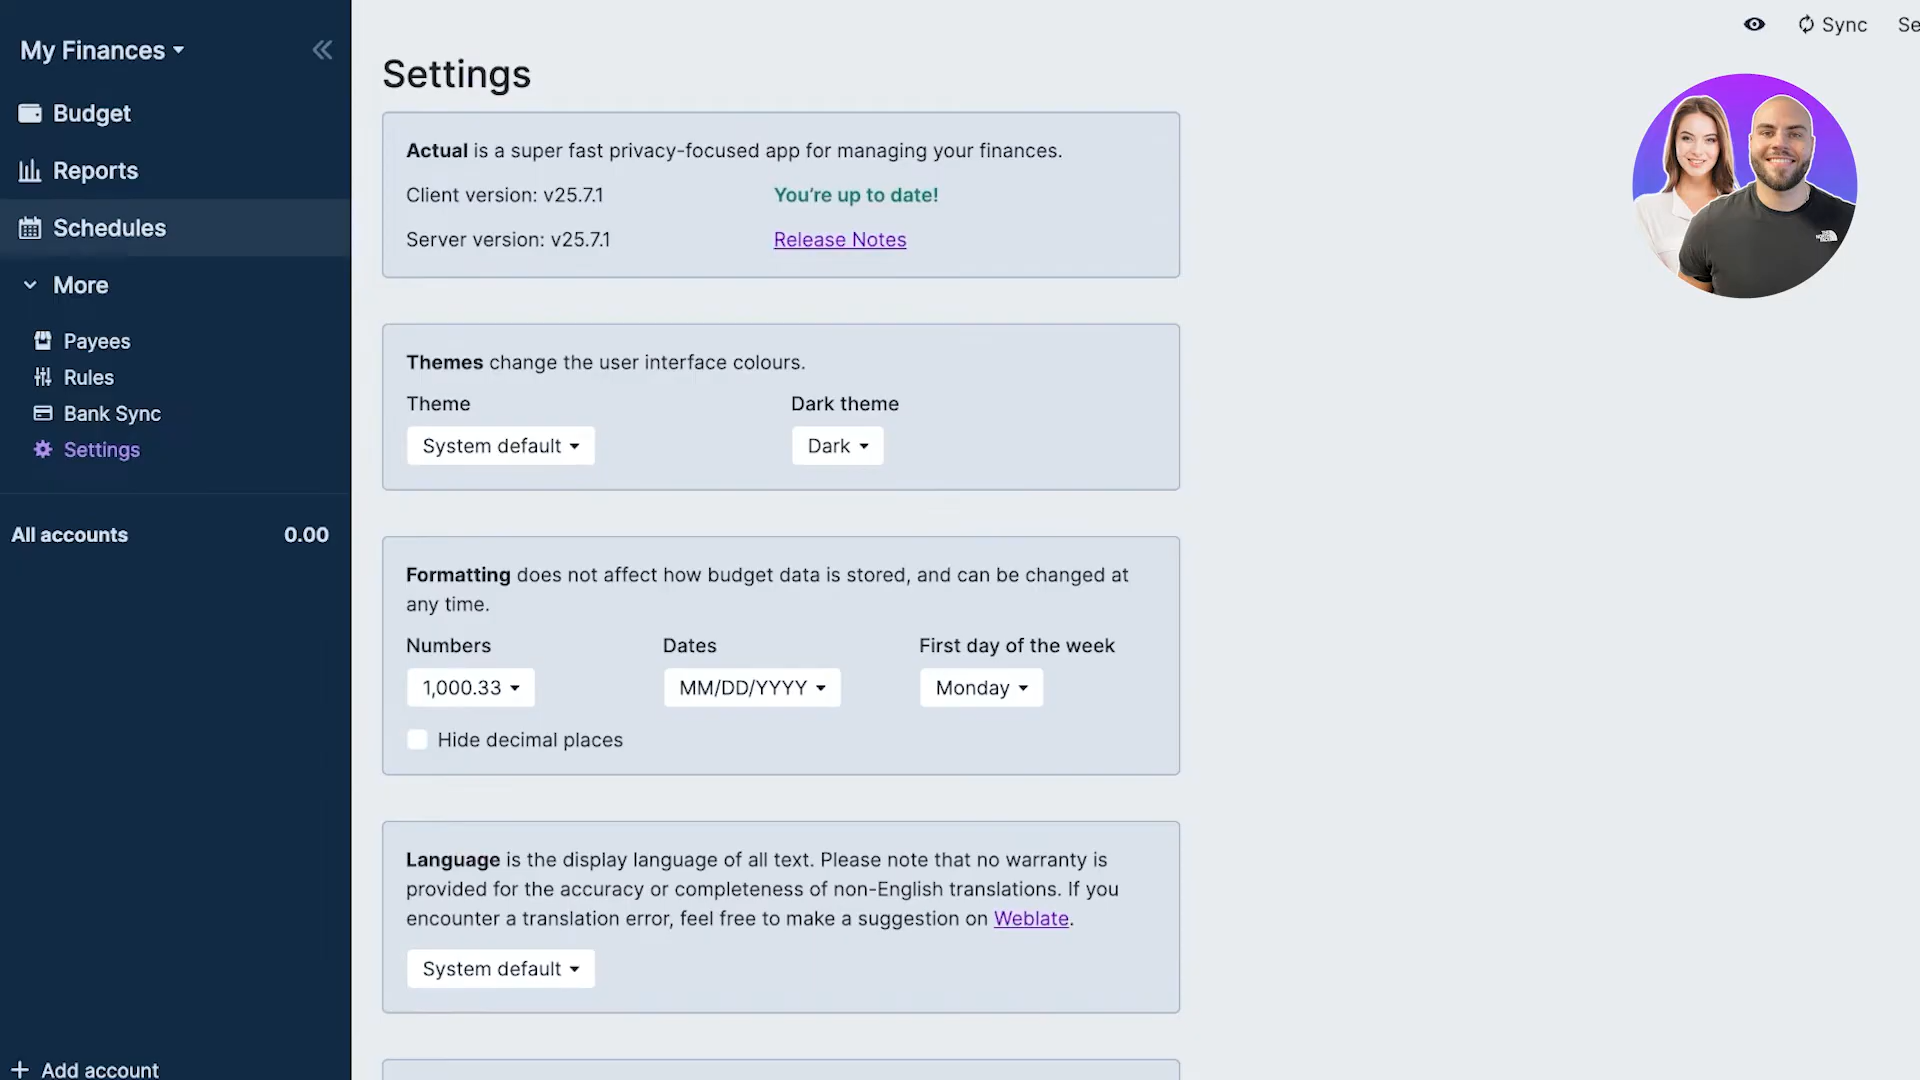 My Finances
Budget
Reports
Schedules
More
Payees
Rules
Bank Sync
Settings
All accounts 0.00
Add account
Sync Se
Settings
Actual is a super fast privacy-focused app for managing your finances.
Client version: v25.7.1 You’re up to date!
Server version: v25.7.1 Release Notes
Themes change the user interface colours.
Theme Dark theme
System default Dark
Formatting does not affect how budget data is stored, and can be changed at
any time.
Numbers Dates First day of the week
1,000.33 MM/DD/YYYY Monday
Hide decimal places
Language is the display language of all text. Please note that no warranty is
provided for the accuracy or completeness of non-English translations. If you
encounter a translation error, feel free to make a suggestion on Weblate.
System default